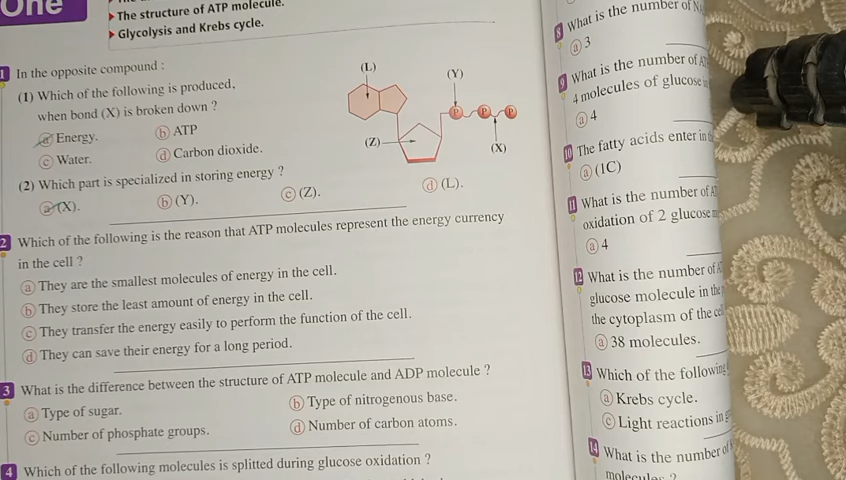 One
The structure of ATP molecule.
Glycolysis and Krebs cycle.
1 In the opposite compound :
(1) Which of the following is produced,
when bond (X) is broken down ?
a Energy. b ATP
c Water. d Carbon dioxide.
(L)
(Y)
P P P
(Z)
(X)
(2) Which part is specialized in storing energy ?
a (X). b (Y). c (Z). d (L).
2 Which of the following is the reason that ATP molecules represent the energy currency
in the cell ?
a They are the smallest molecules of energy in the cell.
b They store the least amount of energy in the cell.
c They transfer the energy easily to perform the function of the cell.
d They can save their energy for a long period.
3 What is the difference between the structure of ATP molecule and ADP molecule ?
a Type of sugar. b Type of nitrogenous base.
c Number of phosphate groups. d Number of carbon atoms.
4 Which of the following molecules is splitted during glucose oxidation ?
8 What is the number of
a 3
9 What is the number of
4 molecules of glucose
a 4
10 The fatty acids enter in
a (1C)
11 What is the number of
oxidation of 2 glucose
a 4
12 What is the number of
glucose molecule in the
the cytoplasm of the
a 38 molecules.
13 Which of the following
a Krebs cycle.
c Light reactions in
14 What is the number of
molecules ?